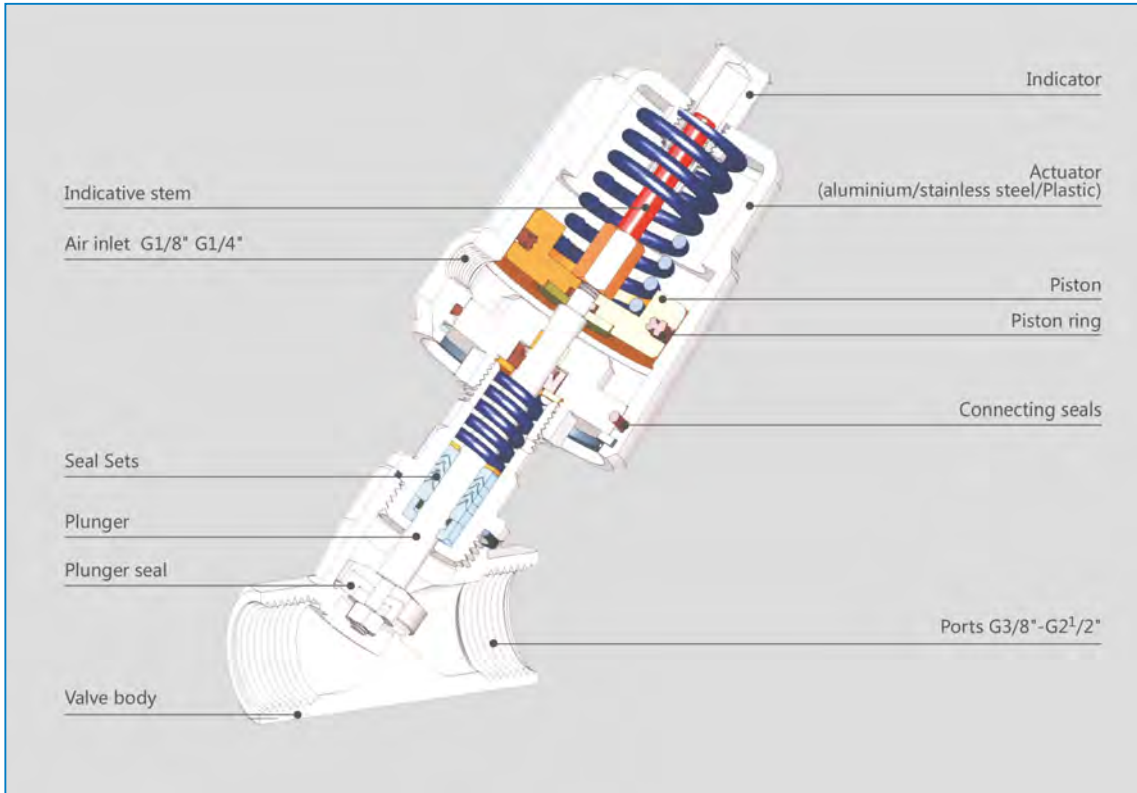 Indicator
Actuator
(aluminium/stainless steel/Plastic)
Indicative stem
Air inlet G1/8" G1/4"
Piston
Piston ring
Connecting seals
Seal Sets
Plunger
Plunger seal
Ports G3/8"-G2¹/2"
Valve body